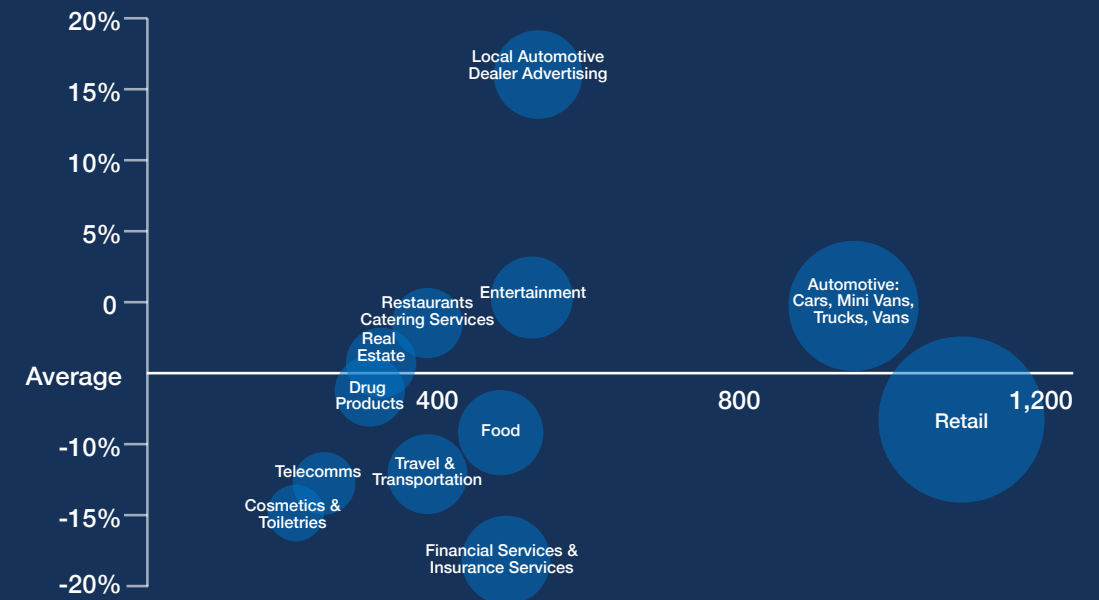 20%
Local Automotive
Dealer Advertising
15%
10%
5%
Automotive:
Cars, Mini Vans,
Trucks, Vans
Entertainment
0
Restaurants
Catering Services
Real
Estate
Average
Drug
Products
400
800
1,200
Retail
Food
-10%
Travel &
Transportation
Telecomms
Cosmetics &
Toiletries
-15%
Financial Services &
Insurance Services
-20%